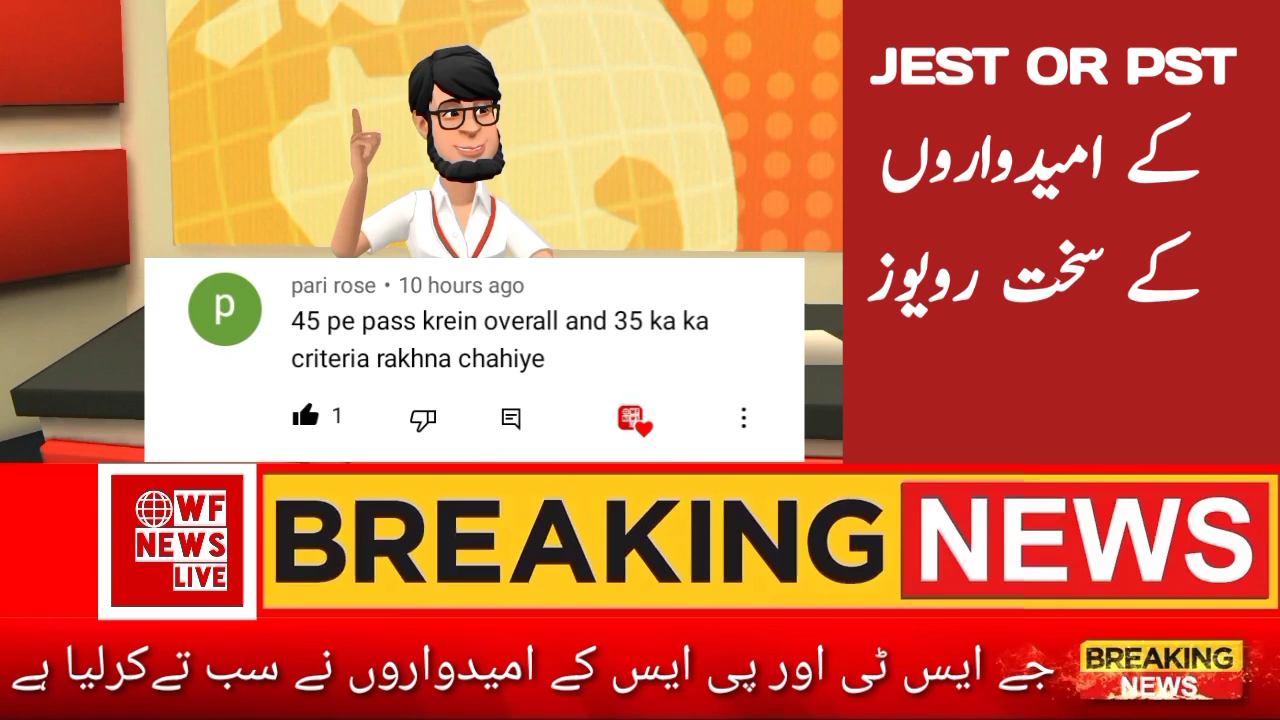 JEST OR PST
کے امیدواروں
کے سخت رویوز
p
pari rose • 10 hours ago
45 pe pass krein overall and 35 ka ka
criteria rakhna chahiye
1
WF
NEWS
LIVE
BREAKING NEWS
جے ایس ٹی اور پی ایس کے امیدواروں نے سب تےکرلیا ہے
BREAKING
NEWS